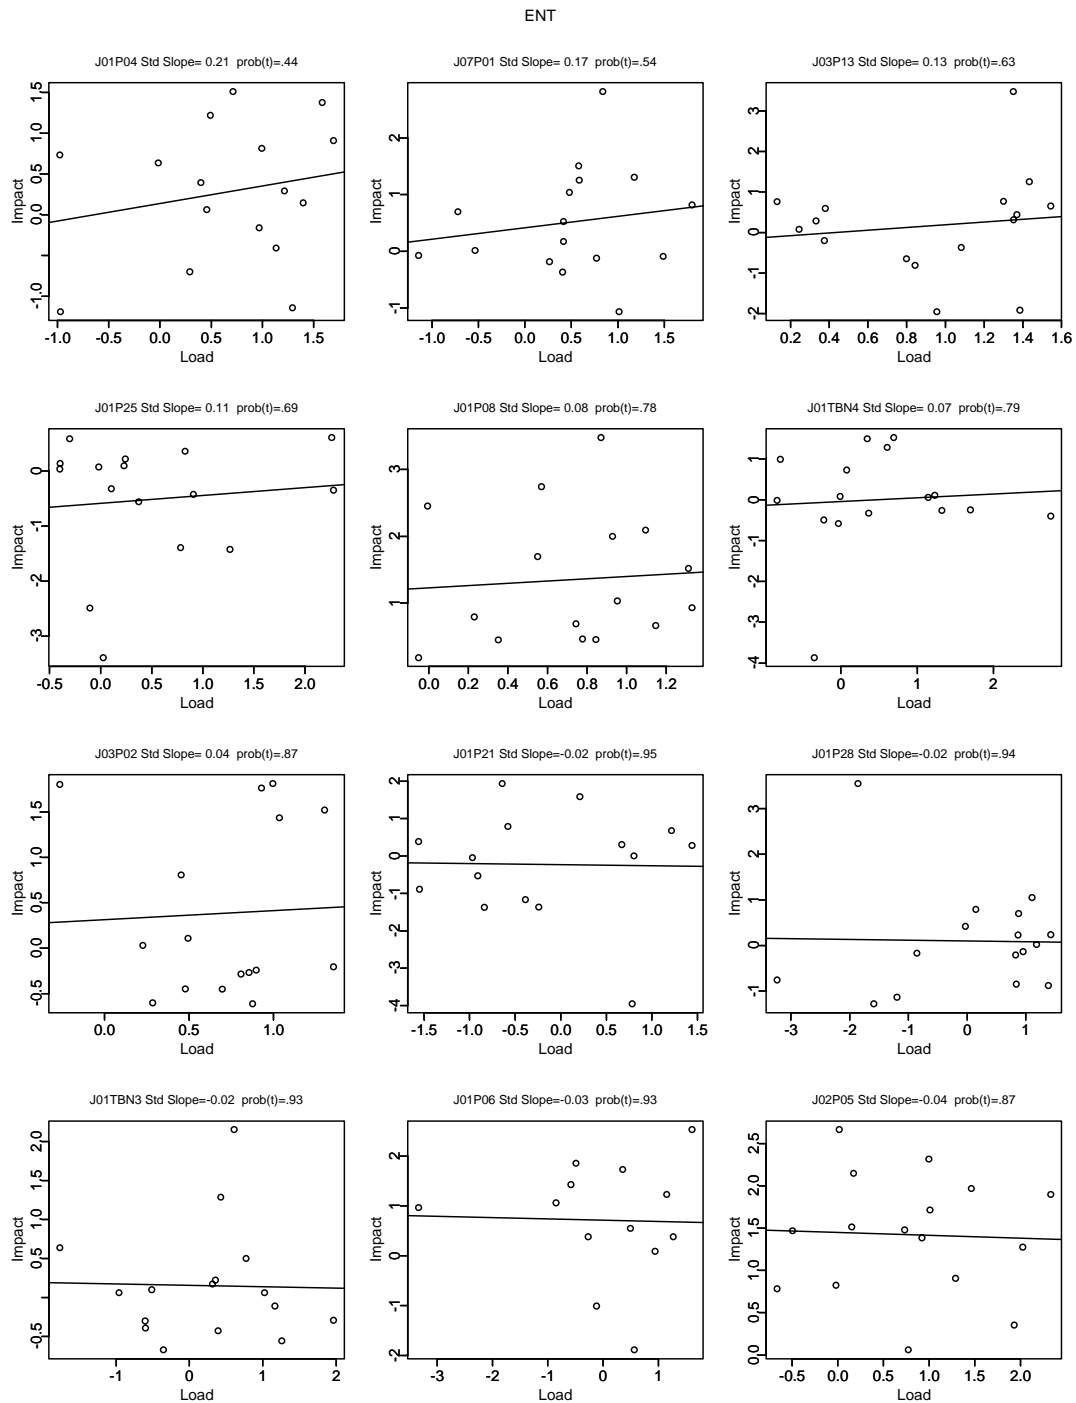 ENT
J01P04 Std Slope= 0.21 prob(t)=.44
Impact
-1.0 0.0 0.5 1.0 1.5
-1.0 -0.5 0.0 0.5 1.0 1.5
Load
J07P01 Std Slope= 0.17 prob(t)=.54
Impact
-1 0 1 2
-1.0 -0.5 0.0 0.5 1.0 1.5
Load
J03P13 Std Slope= 0.13 prob(t)=.63
Impact
-2 -1 0 1 2 3
0.2 0.4 0.6 0.8 1.0 1.2 1.4 1.6
Load
J01P25 Std Slope= 0.11 prob(t)=.69
Impact
-3 -2 -1 0
-0.5 0.0 0.5 1.0 1.5 2.0
Load
J01P08 Std Slope= 0.08 prob(t)=.78
Impact
1 2 3
0.0 0.2 0.4 0.6 0.8 1.0 1.2
Load
J01TBN4 Std Slope= 0.07 prob(t)=.79
Impact
-4 -3 -2 -1 0 1
0 1 2
Load
J03P02 Std Slope= 0.04 prob(t)=.87
Impact
-0.5 0.0 0.5 1.0 1.5
0.0 0.5 1.0
Load
J01P21 Std Slope=-0.02 prob(t)=.95
Impact
-4 -3 -2 -1 0 1 2
-1.5 -1.0 -0.5 0.0 0.5 1.0 1.5
Load
J01P28 Std Slope=-0.02 prob(t)=.94
Impact
-1 0 1 2 3
-3 -2 -1 0 1
Load
J01TBN3 Std Slope=-0.02 prob(t)=.93
Impact
-0.5 0.5 1.0 1.5 2.0
-1 0 1 2
Load
J01P06 Std Slope=-0.03 prob(t)=.93
Impact
-2 -1 0 1 2
-3 -2 -1 0 1
Load
J02P05 Std Slope=-0.04 prob(t)=.87
Impact
0.0 0.5 1.0 1.5 2.0 2.5
-0.5 0.0 0.5 1.0 1.5 2.0
Load